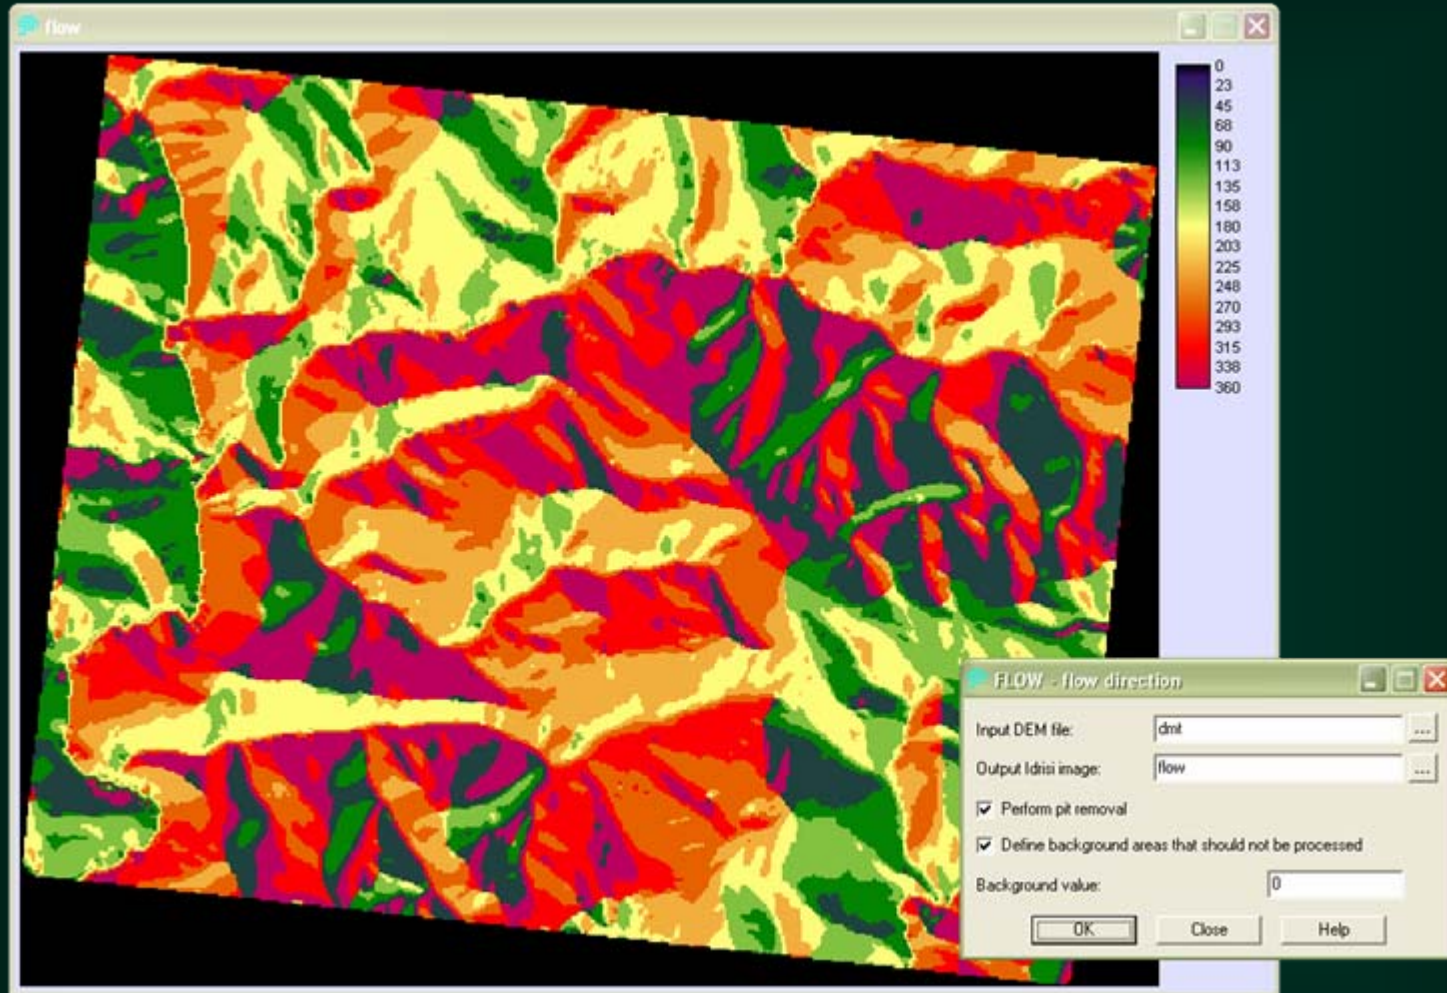 flow
0
23
45
68
90
113
135
158
180
203
225
248
270
293
315
338
360
FLOW - flow direction
Input DEM file: dmt ...
Output Idrisi image: flow ...
Perform pit removal
Define background areas that should not be processed
Background value: 0
OK Close Help